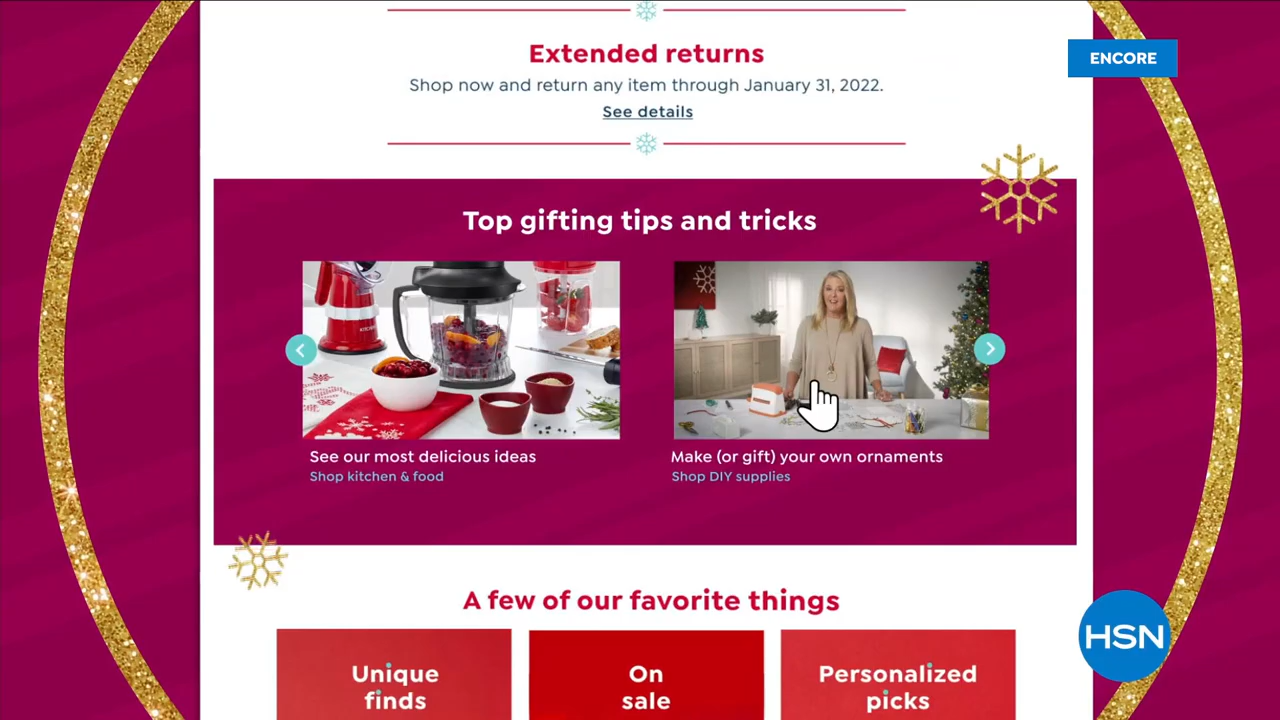 Extended returns
ENCORE
Shop now and return any item through January 31, 2022.
See details
Top gifting tips and tricks
See our most delicious ideas
Make (or gift) your own ornaments
Shop kitchen & food
Shop DIY supplies
A few of our favorite things
HSN
Unique
finds
On
sale
Personalized
picks